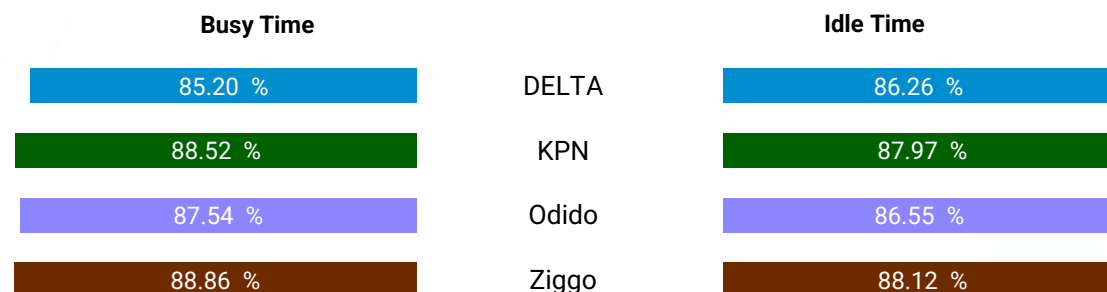 Busy Time Idle Time
85.20 % DELTA 86.26 %
88.52 % KPN 87.97 %
87.54 % Odido 86.55 %
88.86 % Ziggo 88.12 %